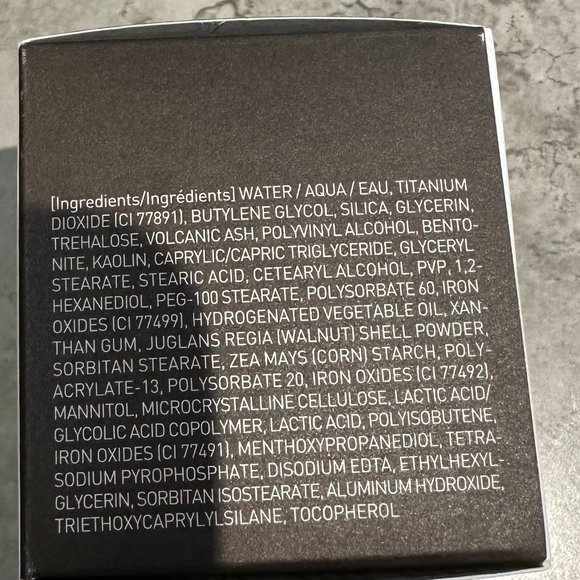 [Ingredients/Ingrédients] WATER / AQUA / EAU, TITANIUM
DIOXIDE (CI 77891), BUTYLENE GLYCOL, SILICA, GLYCERIN,
TREHALOSE, VOLCANIC ASH, POLYVINYL ALCOHOL, BENTO-
NITE, KAOLIN, CAPRYLIC/CAPRIC TRIGLYCERIDE, GLYCERYL
STEARATE, STEARIC ACID, CETEARYL ALCOHOL, PVP, 1,2-
HEXANEDIOL, PEG-100 STEARATE, POLYSORBATE 60, IRON
OXIDES (CI 77499), HYDROGENATED VEGETABLE OIL, XAN-
THAN GUM, JUGLANS REGIA (WALNUT) SHELL POWDER,
SORBITAN STEARATE, ZEA MAYS (CORN) STARCH, POLY-
ACRYLATE-13, POLYSORBATE 20, IRON OXIDES (CI 77492),
MANNITOL, MICROCRYSTALLINE CELLULOSE, LACTIC ACID/
GLYCOLIC ACID COPOLYMER, LACTIC ACID, POLYISOBUTENE,
IRON OXIDES (CI 77491), MENTHOXYPROPANEDIOL, TETRA-
SODIUM PYROPHOSPHATE, DISODIUM EDTA, ETHYLHEXYL-
GLYCERIN, SORBITAN ISOSTEARATE, ALUMINUM HYDROXIDE,
TRIETHOXYCAPRYLYLSILANE, TOCOPHEROL